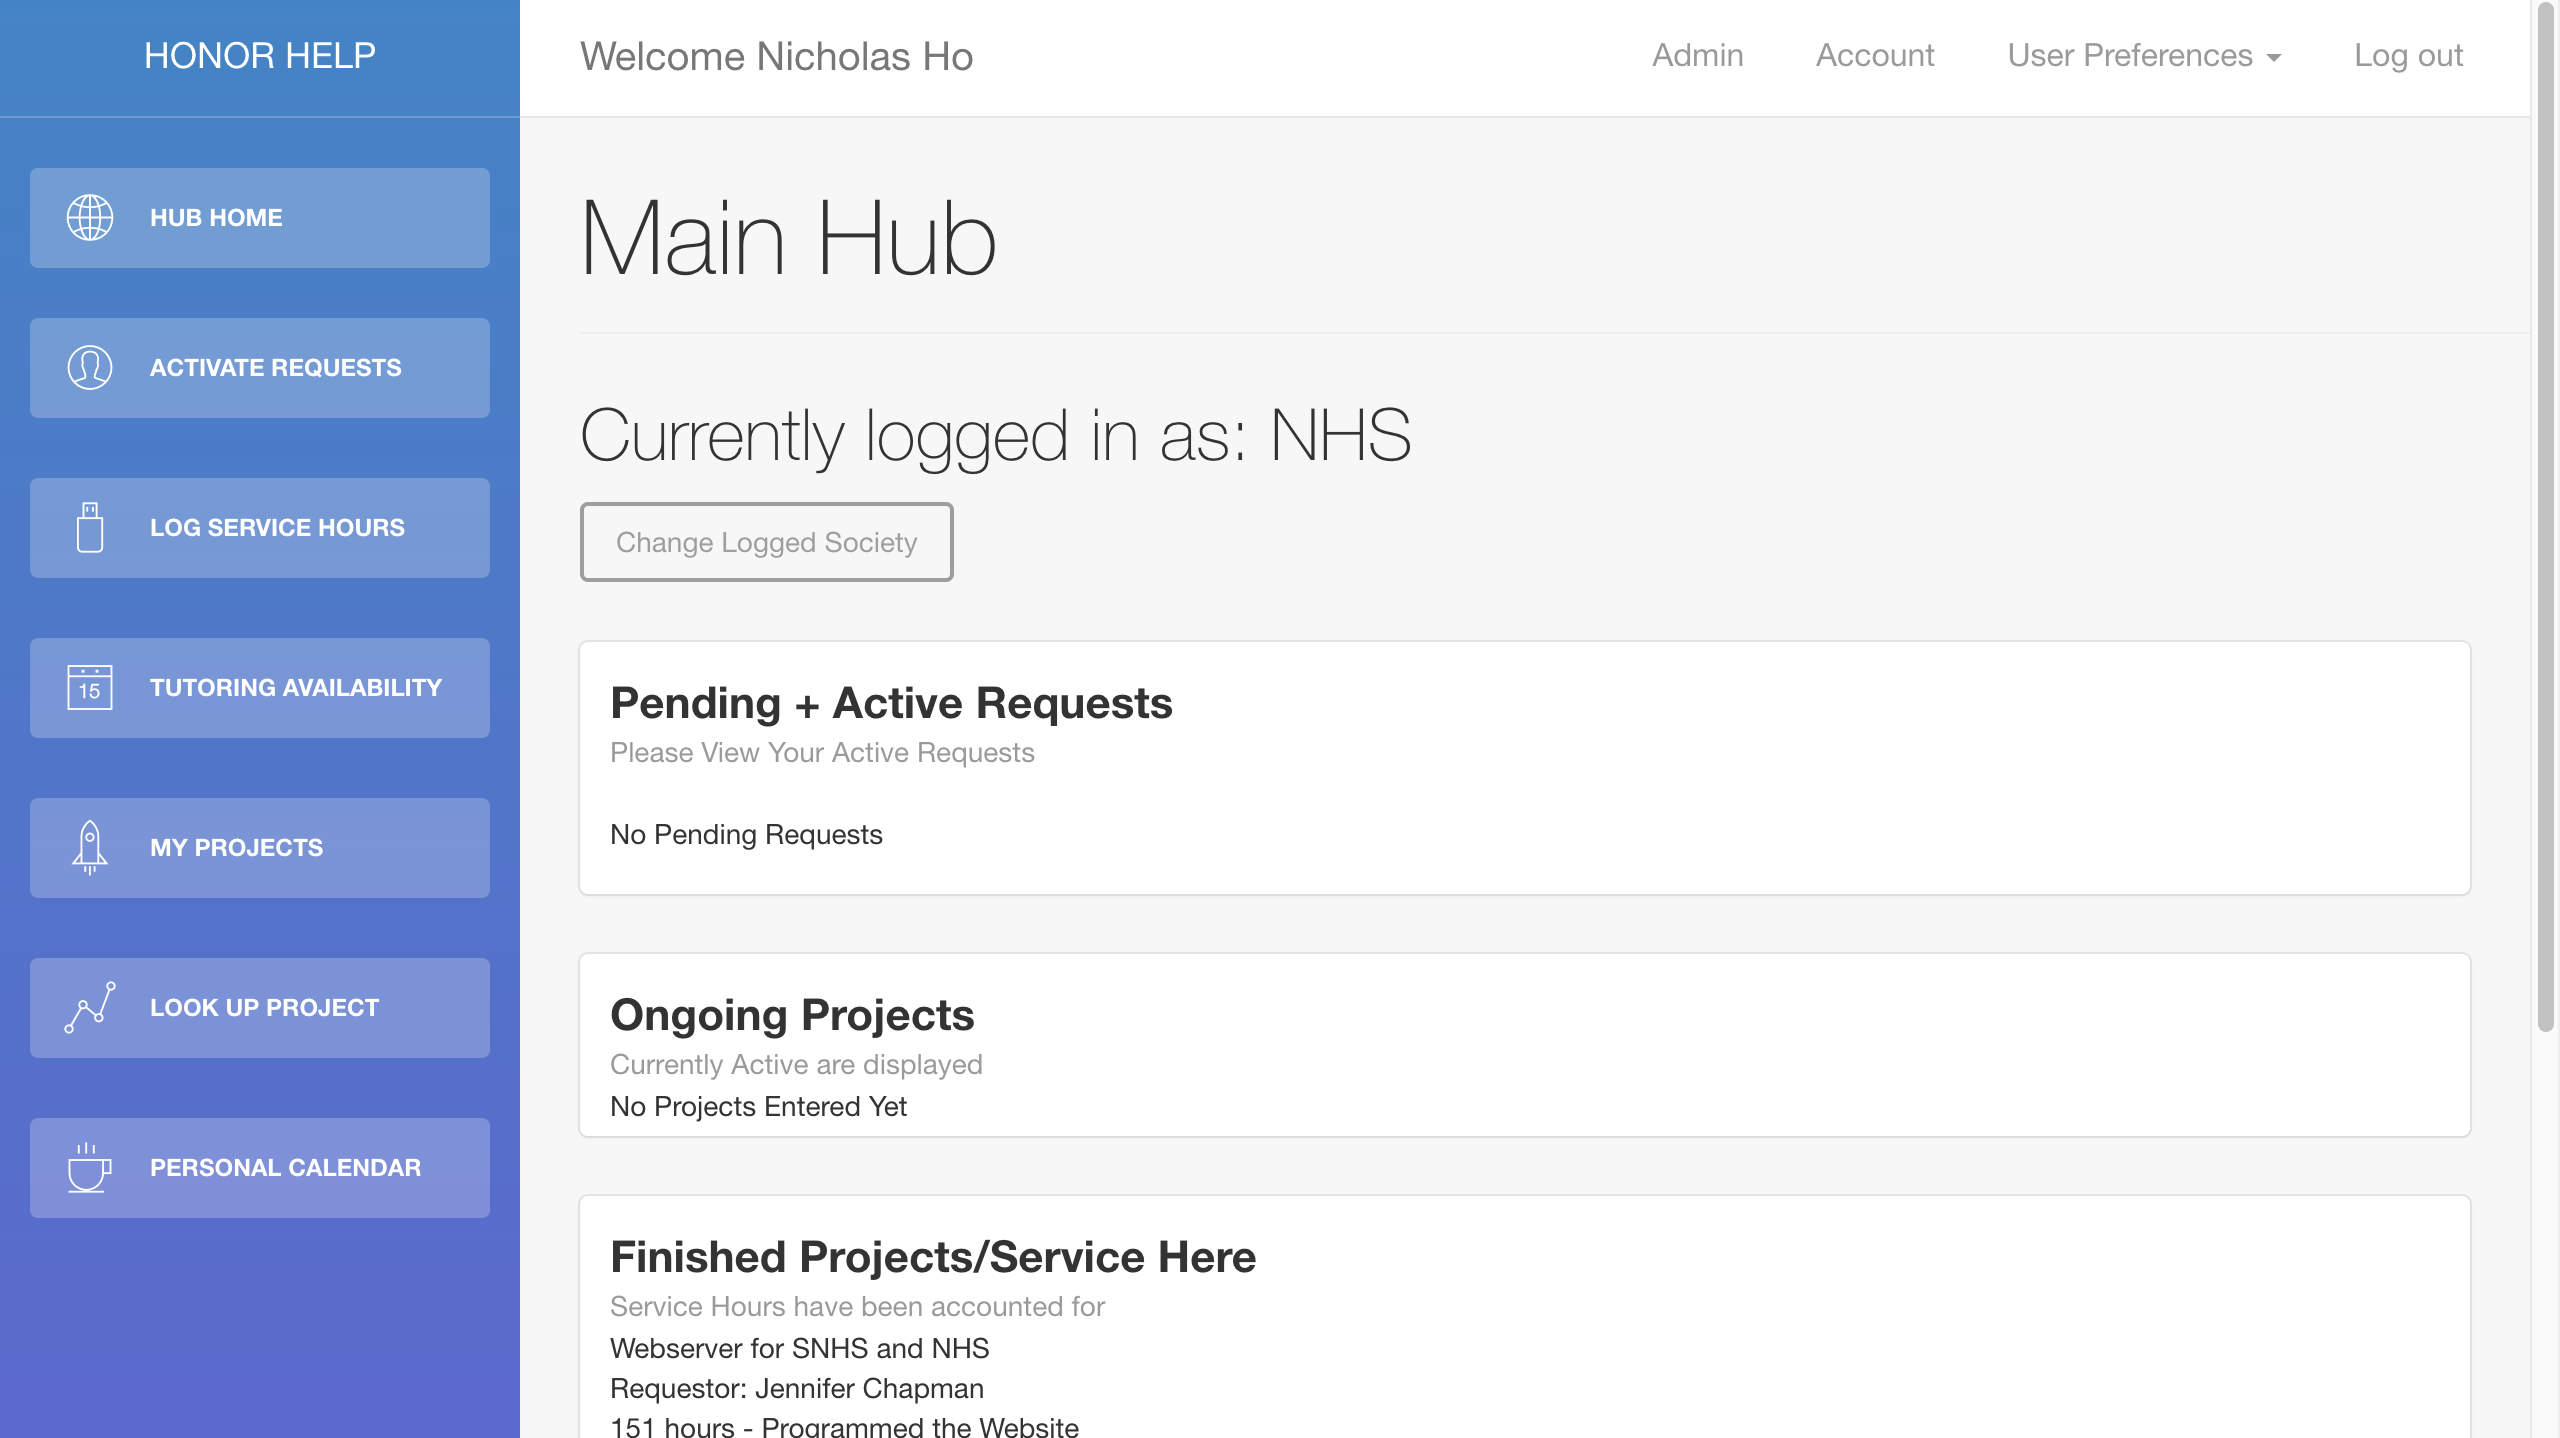 HONOR HELP
Welcome Nicholas Ho
Admin
Account
User Preferences
Log out
HUB HOME
ACTIVATE REQUESTS
LOG SERVICE HOURS
15
TUTORING AVAILABILITY
MY PROJECTS
LOOK UP PROJECT
PERSONAL CALENDAR
Main Hub
Currently logged in as: NHS
Change Logged Society
Pending + Active Requests
Please View Your Active Requests
No Pending Requests
Ongoing Projects
Currently Active are displayed
No Projects Entered Yet
Finished Projects/Service Here
Service Hours have been accounted for
Webserver for SNHS and NHS
Requestor: Jennifer Chapman
151 hours - Programmed the Website